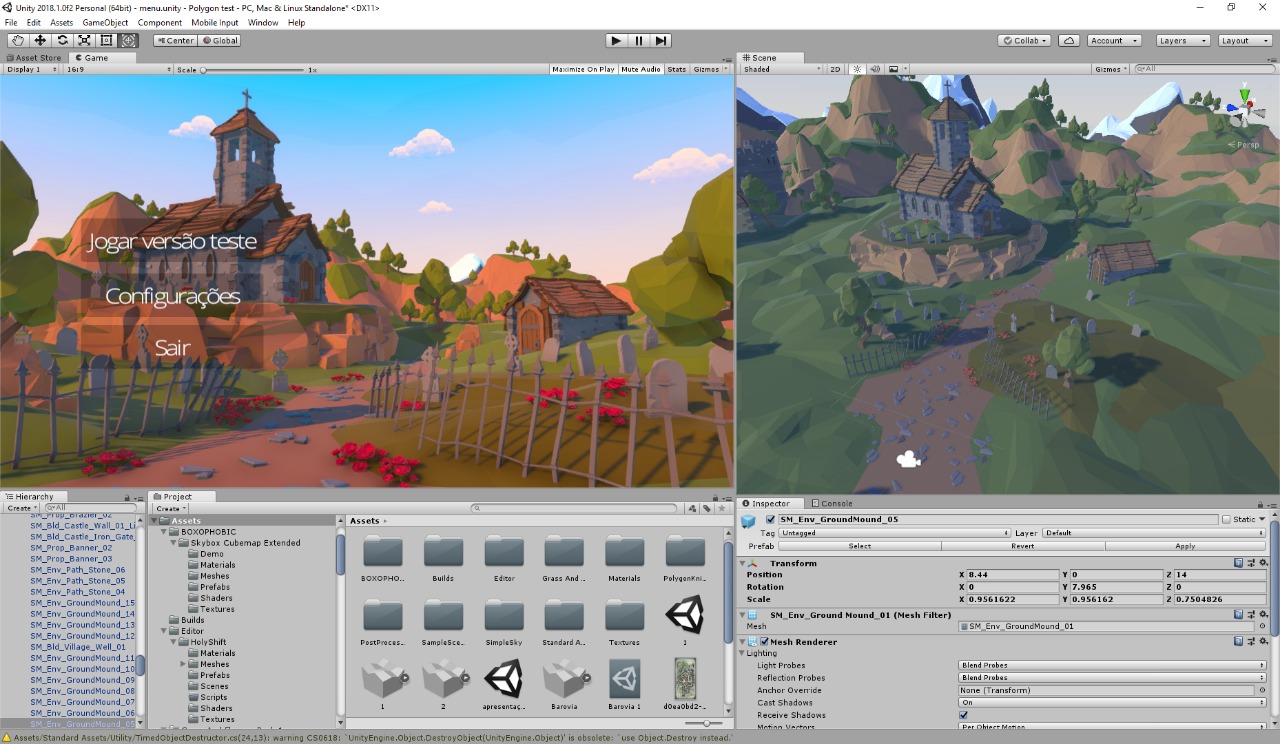 Unity 2018.1.0f2 Personal (64bit) - menu.unity - Polygon test - PC, Mac & Linux Standalone* <DX11>
File Edit Assets GameObject Component Mobile Input Window Help
Center Global
Collab Account Layers Layout
Asset Store Game
Display 1 16:9 Scale 1x Maximize On Play Mute Audio Stats Gizmos
Scene
Shaded 2D Gizmos All
Y
Persp
Jogar versão teste
Configurações
Sair
Hierarchy
Create All
SM_Prop_Brazier_02
SM_Bld_Castle_Wall_01_Li
SM_Bld_Castle_Iron_Gate_
SM_Prop_Banner_02
SM_Prop_Banner_03
SM_Env_Path_Stone_06
SM_Env_Path_Stone_05
SM_Env_Path_Stone_04
SM_Env_GroundMound_15
SM_Env_GroundMound_14
SM_Env_GroundMound_13
SM_Env_GroundMound_12
SM_Bld_Village_Well_01
SM_Env_GroundMound_11
SM_Env_GroundMound_10
SM_Env_GroundMound_09
SM_Env_GroundMound_08
SM_Env_GroundMound_07
SM_Env_GroundMound_06
SM_Env_GroundMound_05
Project
Create
Assets
BOXOPHOBIC
Skybox Cubemap Extended
Demo
Materials
Meshes
Prefabs
Shaders
Textures
Builds
Editor
HolyShift
Materials
Meshes
Prefabs
Scenes
Scripts
Shaders
Textures
Assets
BOXOPHO... Builds Editor Grass And ... Materials PolygonKni...
PostProces... SampleSce... SimpleSky Standard A... Textures 1
1 2 apresentaç... Barovia Barovia 1 d0ea0bd2-...
Inspector Console
SM_Env_GroundMound_05 Static
Tag Untagged Layer Default
Prefab Select Revert Apply
Transform
Position X 8.44 Y 0 Z 14
Rotation X 0 Y 7.965 Z 0
Scale X 0.9561622 Y 0.956162 Z 0.7504826
SM_Env_Ground Mound_01 (Mesh Filter)
Mesh SM_Env_GroundMound_01
Mesh Renderer
Lighting
Light Probes Blend Probes
Reflection Probes Blend Probes
Anchor Override None (Transform)
Cast Shadows On
Receive Shadows
Motion Vectors Per Object Motion
Assets/Standard Assets/Utility/TimedObjectDestructor.cs(24,13): warning CS0618: `UnityEngine.Object.DestroyObject(UnityEngine.Object)' is obsolete: `use Object.Destroy instead.'